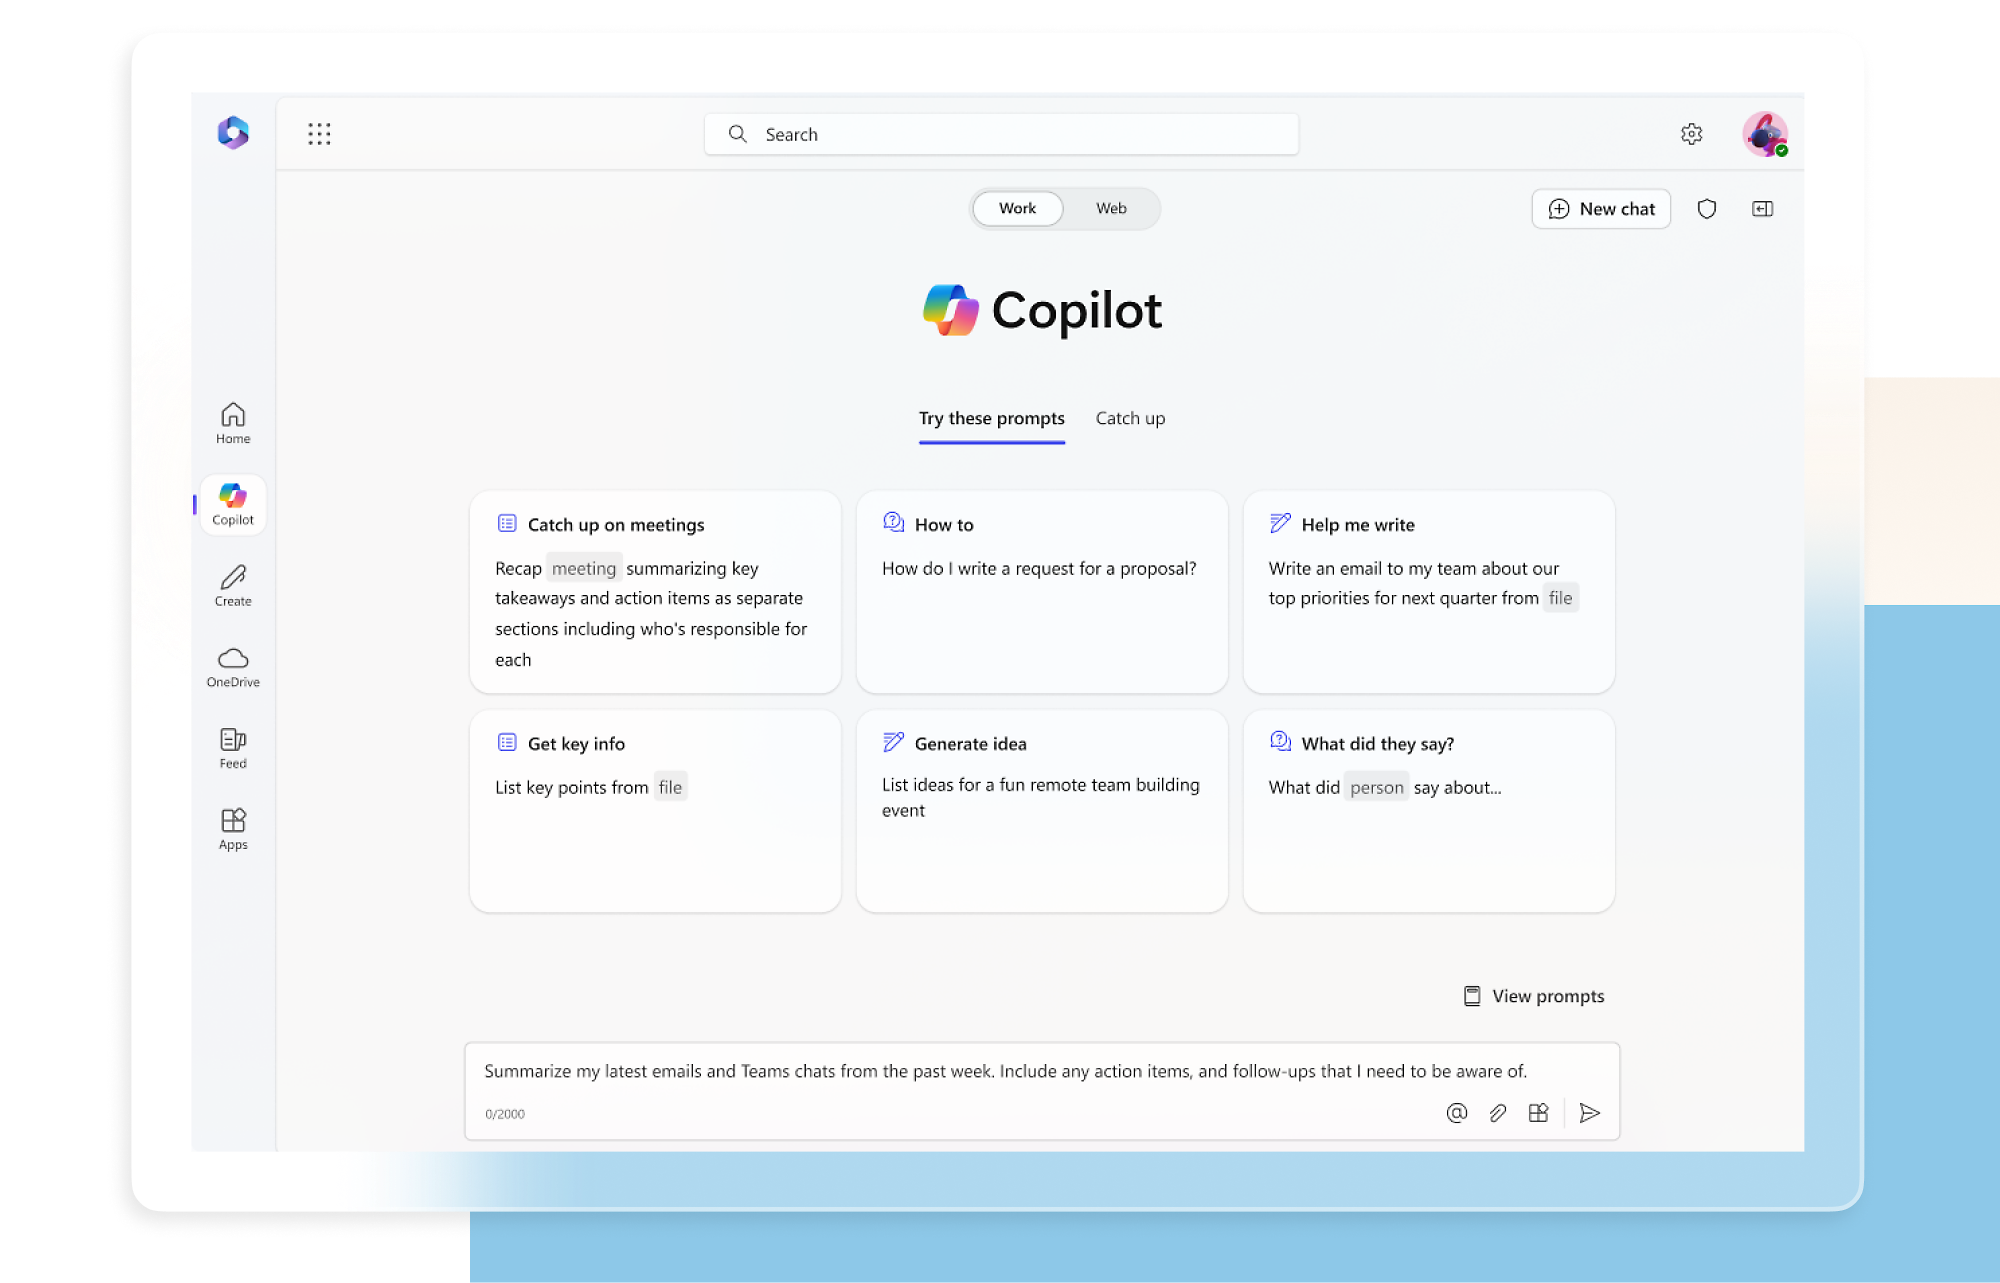 Search
Work
Web
New chat
Copilot
Try these prompts
Catch up
Home
Copilot
Create
OneDrive
Feed
Apps
Catch up on meetings
Recap meeting summarizing key
takeaways and action items as separate
sections including who's responsible for
each
How to
How do I write a request for a proposal?
Help me write
Write an email to my team about our
top priorities for next quarter from file
Get key info
List key points from file
Generate idea
List ideas for a fun remote team building
event
What did they say?
What did person say about...
View prompts
Summarize my latest emails and Teams chats from the past week. Include any action items, and follow-ups that I need to be aware of.
0/2000